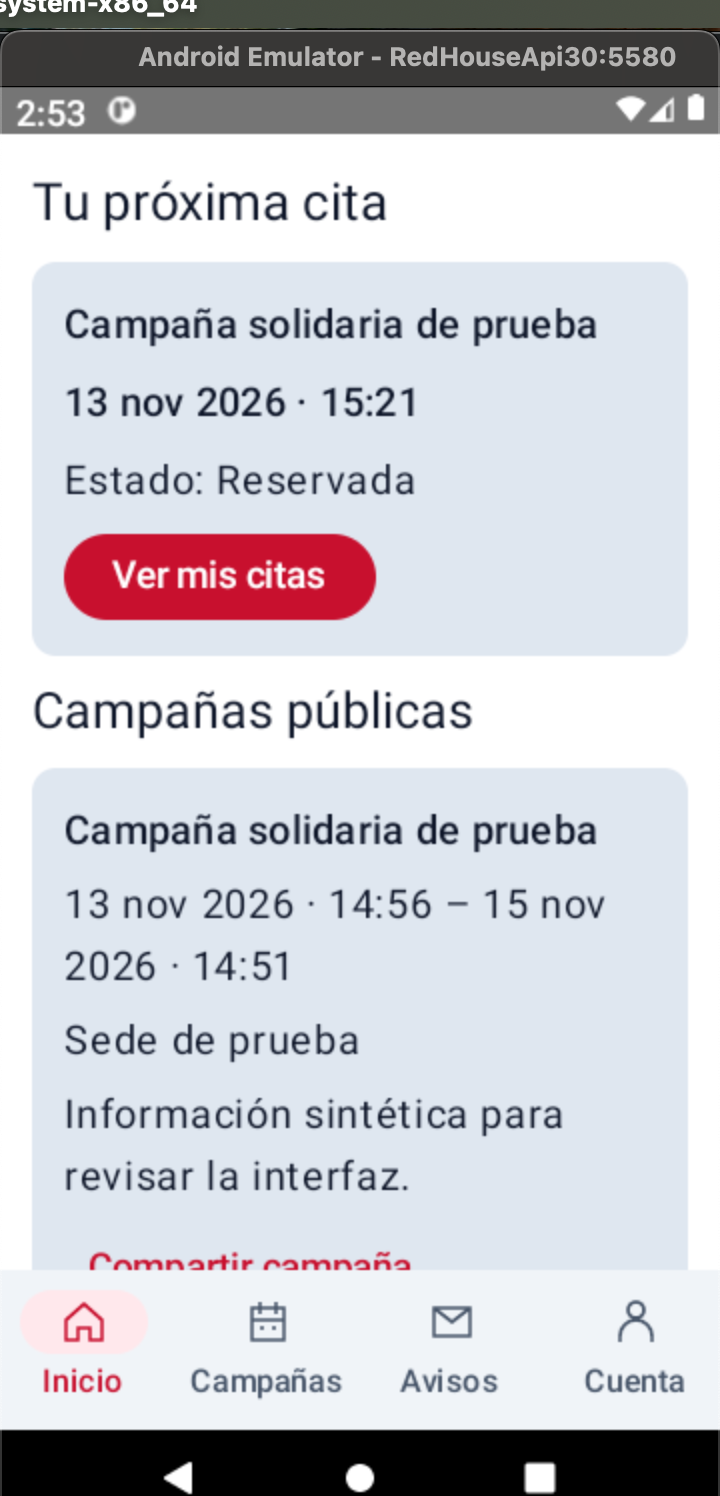 system-x86_64
Android Emulator - RedHouseApi30:5580
2:53
Tu próxima cita
Campaña solidaria de prueba
13 nov 2026 · 15:21
Estado: Reservada
Ver mis citas
Campañas públicas
Campaña solidaria de prueba
13 nov 2026 · 14:56 – 15 nov
2026 · 14:51
Sede de prueba
Información sintética para
revisar la interfaz.
Compartir campaña
Inicio
Campañas
Avisos
Cuenta